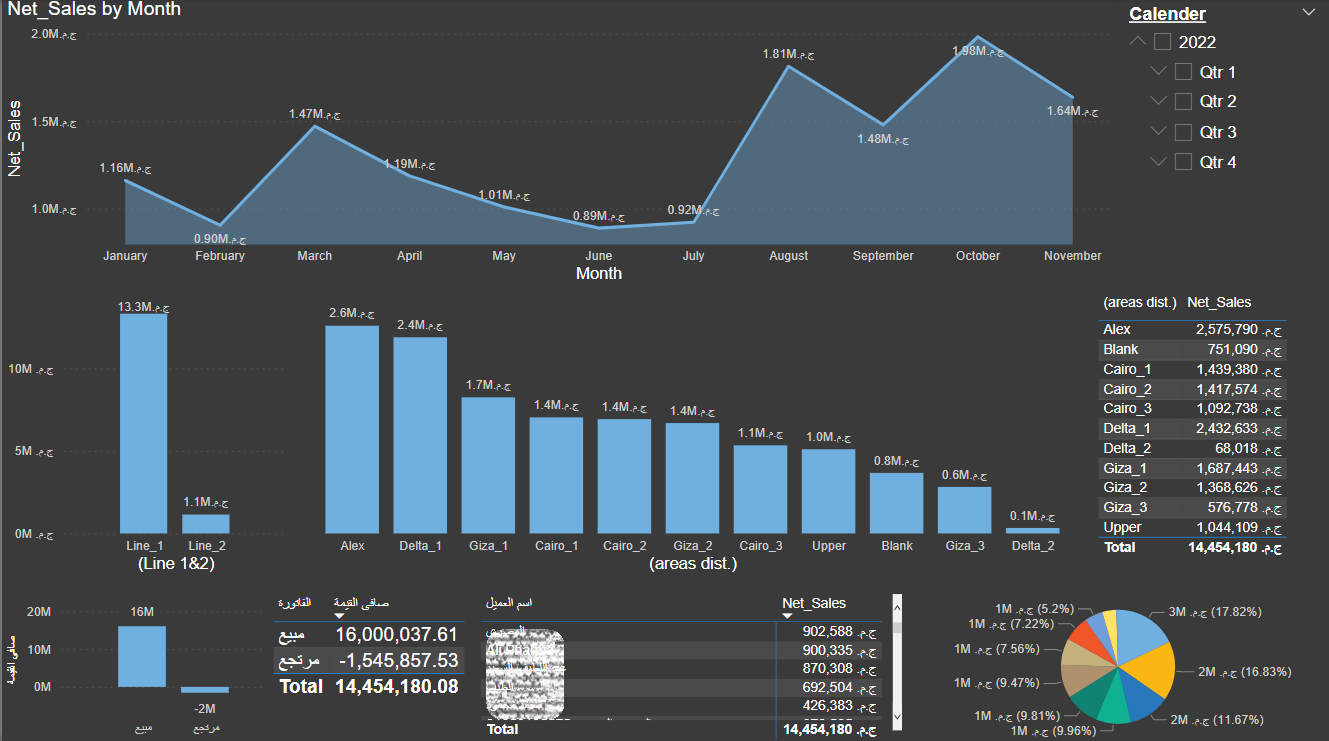 Net_Sales by Month
Calender
2022
Qtr 1
Qtr 2
Qtr 3
Qtr 4
Net_Sales
2.0M ج.م.
1.5M ج.م.
1.0M ج.م.
1.16M ج.م.
0.90M ج.م.
1.47M ج.م.
1.19M ج.م.
1.01M ج.م.
0.89M ج.م.
0.92M ج.م.
1.81M ج.م.
1.48M ج.م.
1.98M ج.م.
1.64M ج.م.
January February March April May June July August September October November
Month
10M ج.م.
5M ج.م.
0M ج.م.
13.3M ج.م.
1.1M ج.م.
Line_1 Line_2
(Line 1&2)
2.6M ج.م.
2.4M ج.م.
1.7M ج.م.
1.4M ج.م.
1.4M ج.م.
1.4M ج.م.
1.1M ج.م.
1.0M ج.م.
0.8M ج.م.
0.6M ج.م.
0.1M ج.م.
Alex Delta_1 Giza_1 Cairo_1 Cairo_2 Giza_2 Cairo_3 Upper Blank Giza_3 Delta_2
(areas dist.)
(areas dist.) Net_Sales
Alex 2,575,790 ج.م.
Blank 751,090 ج.م.
Cairo_1 1,439,380 ج.م.
Cairo_2 1,417,574 ج.م.
Cairo_3 1,092,738 ج.م.
Delta_1 2,432,633 ج.م.
Delta_2 68,018 ج.م.
Giza_1 1,687,443 ج.م.
Giza_2 1,368,626 ج.م.
Giza_3 576,778 ج.م.
Upper 1,044,109 ج.م.
Total 14,454,180 ج.م.
صافى القيمة
20M
10M
0M
16M
-2M
مبيع مرتجع
الفاتورة صافى القيمة
مبيع 16,000,037.61
مرتجع -1,545,857.53
Total 14,454,180.08
اسم العميل Net_Sales
902,588 ج.م.
900,335 ج.م.
870,308 ج.م.
692,504 ج.م.
426,383 ج.م.
Total 14,454,180 ج.م.
3M ج.م. (17.82%)
2M ج.م. (16.83%)
2M ج.م. (11.67%)
1M ج.م. (9.96%)
1M ج.م. (9.81%)
1M ج.م. (9.47%)
1M ج.م. (7.56%)
1M ج.م. (7.22%)
1M ج.م. (5.2%)